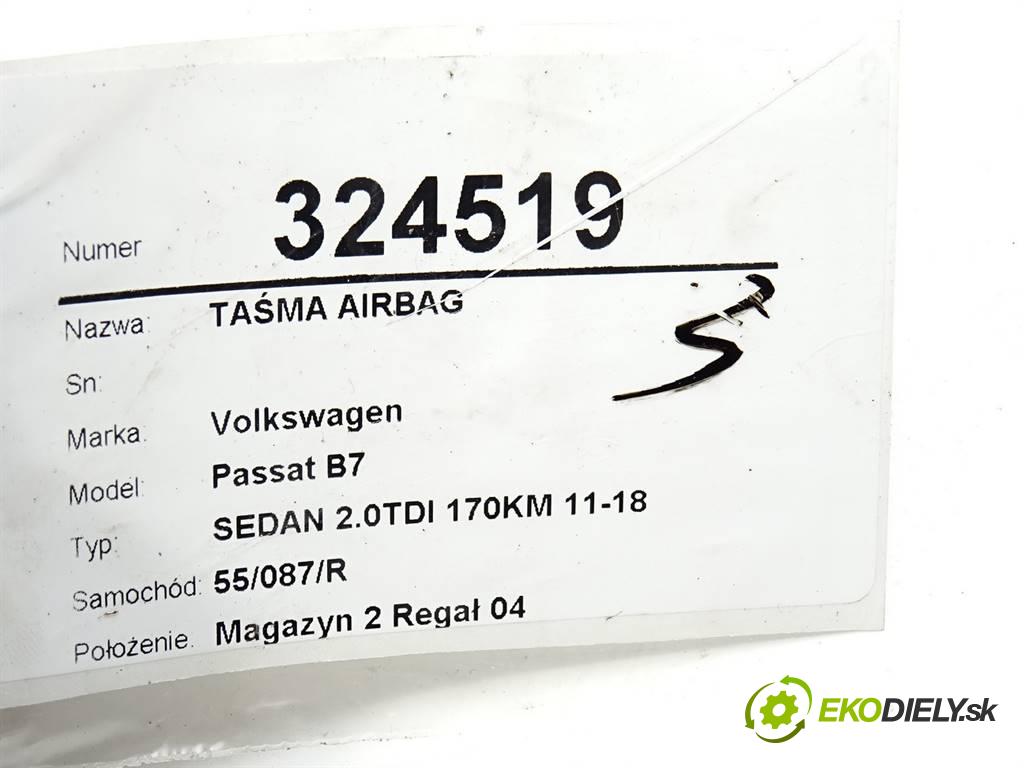 Numer 324519
Nazwa: TAŚMA AIRBAG
Sn:
Marka: Volkswagen
Model: Passat B7
Typ: SEDAN 2.0TDI 170KM 11-18
Samochód: 55/087/R
Położenie: Magazyn 2 Regał 04
EKODIELY.sk